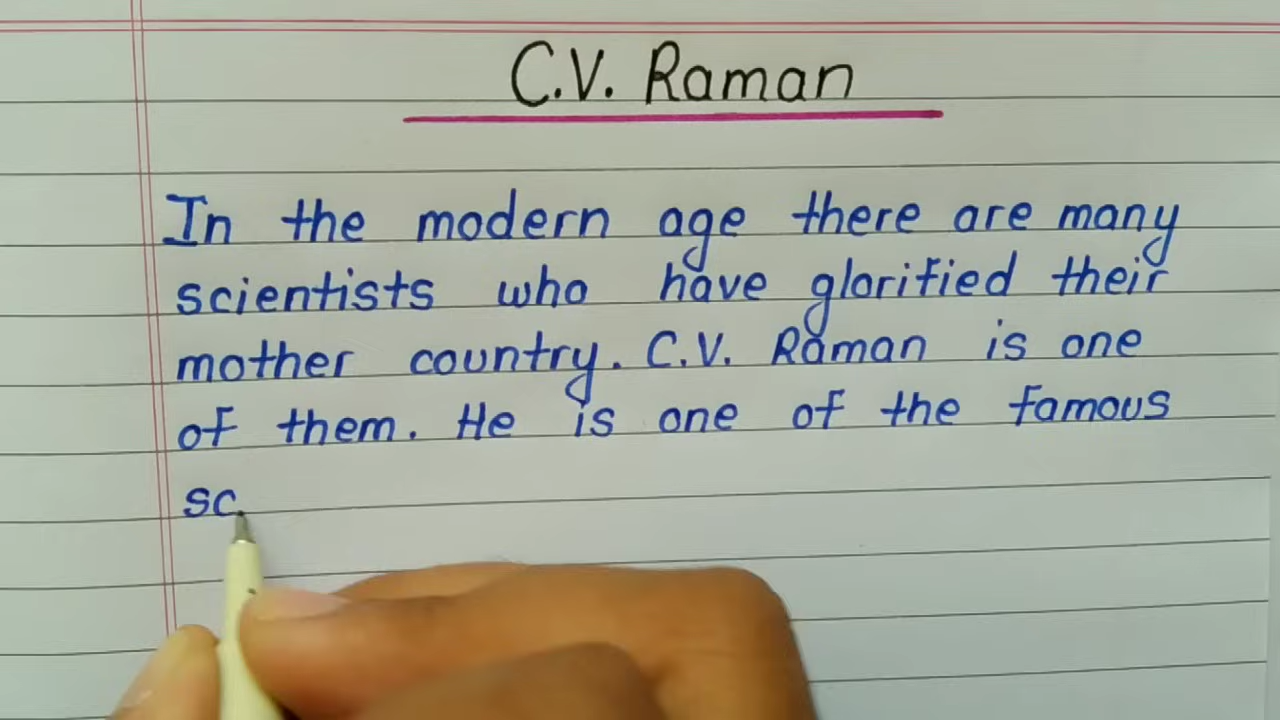 C.V. Raman
In the modern age there are many
scientists who have glorified their
mother country. C.V. Raman is one
of them. He is one of the famous
sc